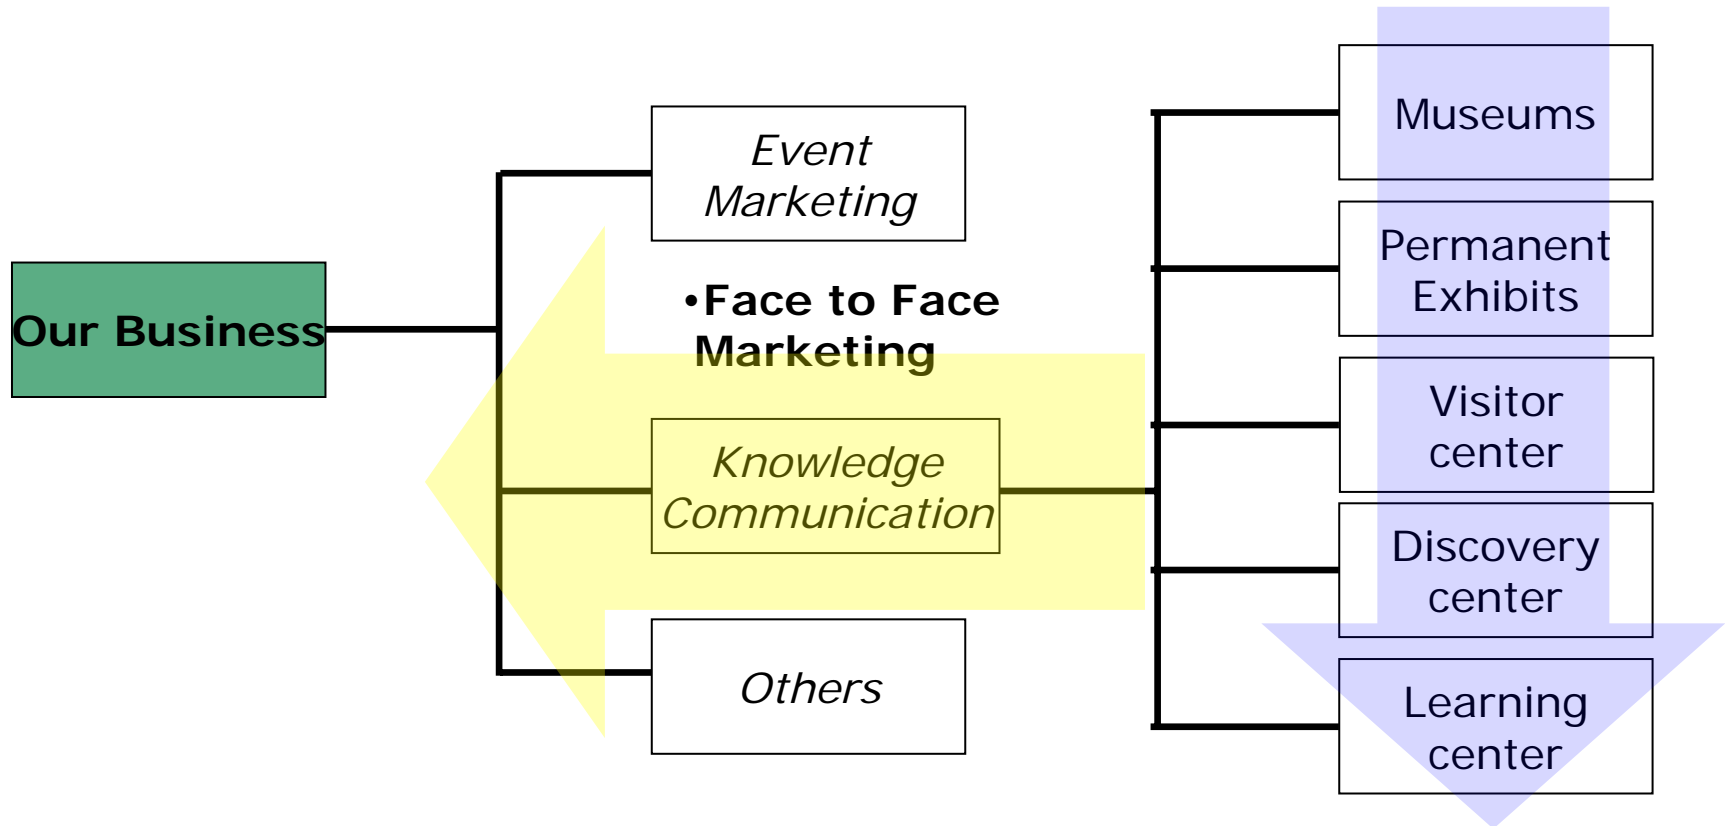 Our Business
Event
Marketing
•Face to Face
Marketing
Knowledge
Communication
Others
Museums
Permanent
Exhibits
Visitor
center
Discovery
center
Learning
center